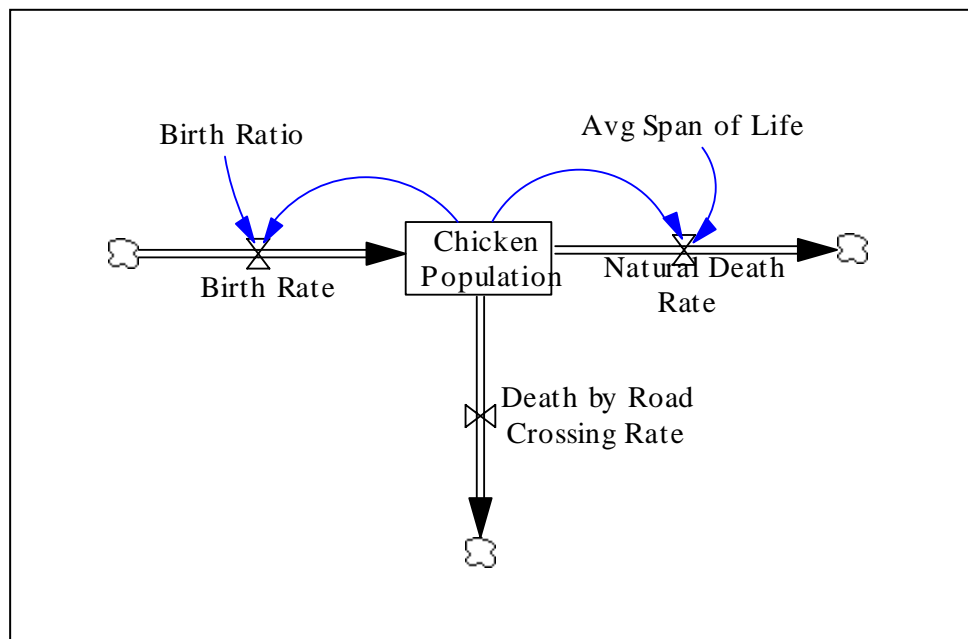 Birth Ratio
Avg Span of Life
Chicken
Population
Birth Rate
Natural Death
Rate
Death by Road
Crossing Rate